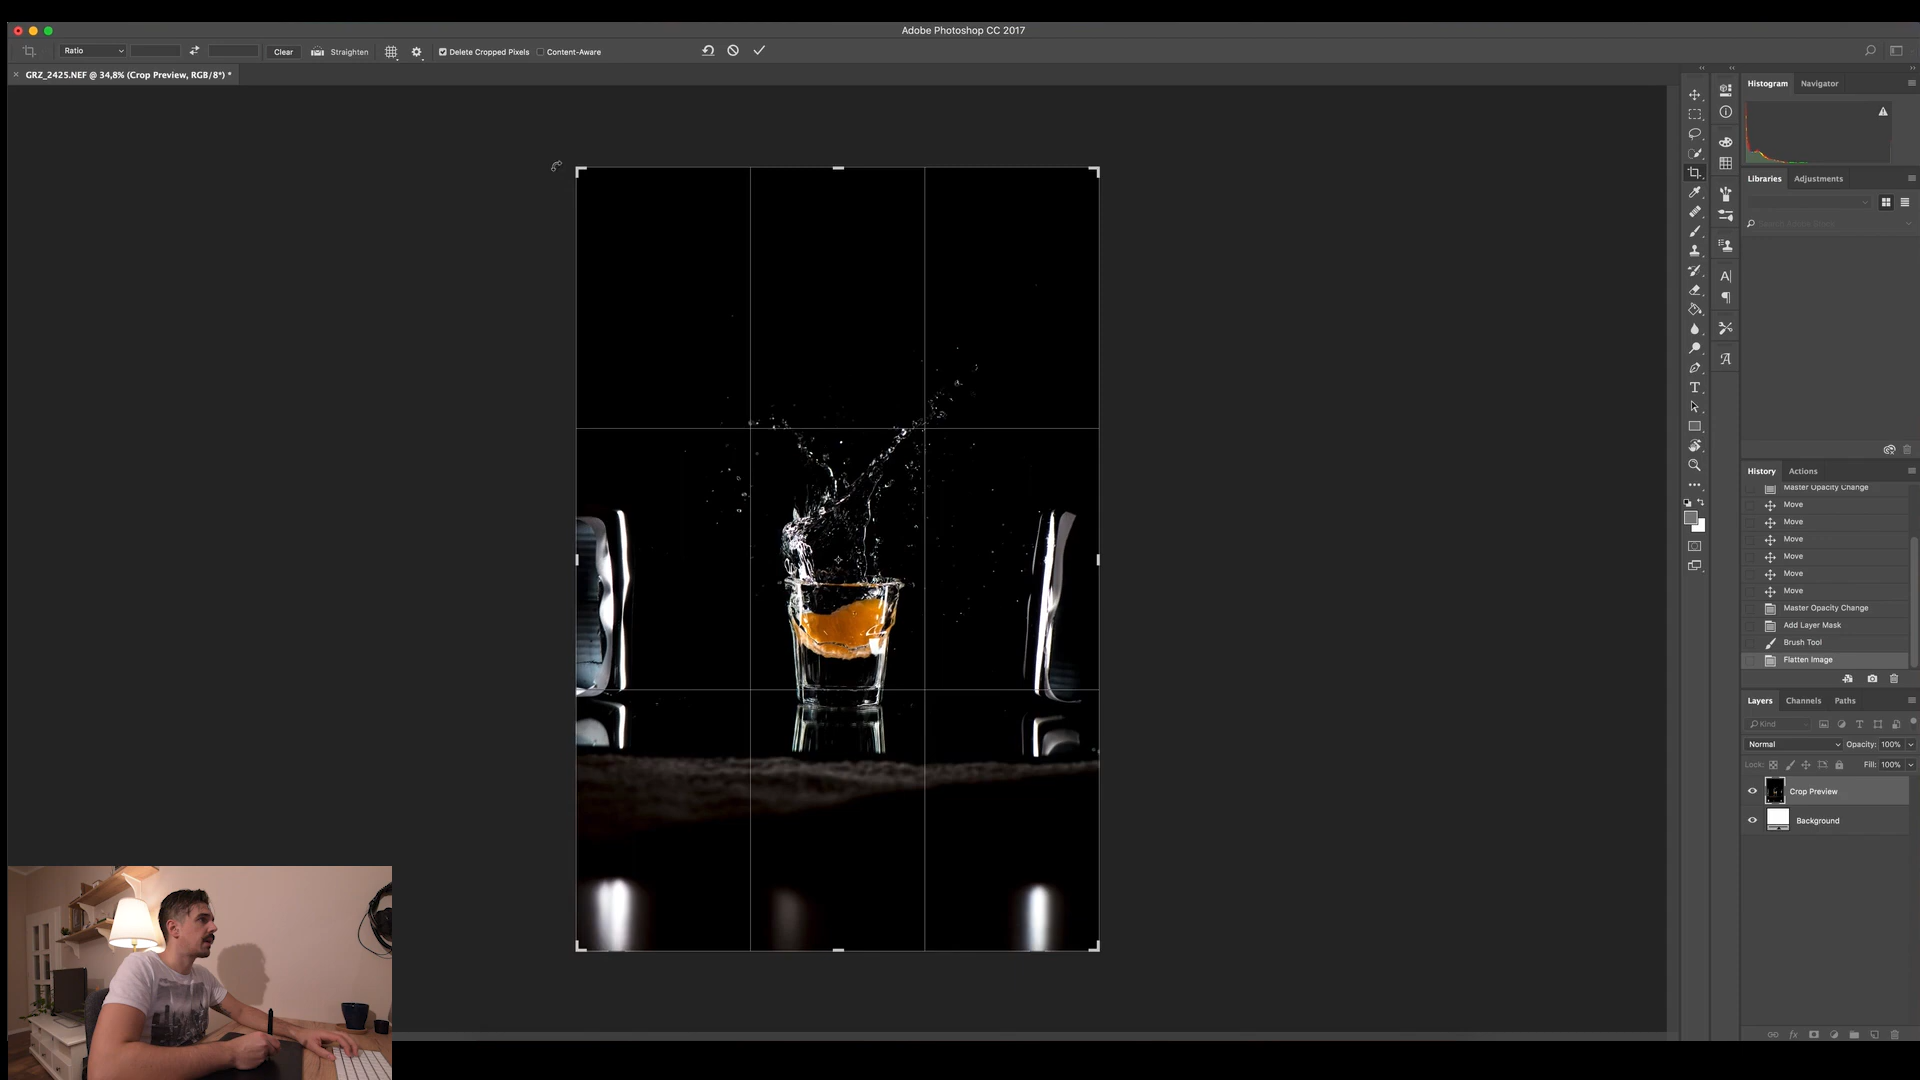 Adobe Photoshop CC 2017
Ratio
Clear
Straighten
Delete Cropped Pixels
Content-Aware
GRZ_2425.NEF @ 34,8% (Crop Preview, RGB/8*) *
Histogram
Navigator
Libraries
Adjustments
History
Actions
Master Opacity Change
Move
Move
Move
Move
Move
Move
Master Opacity Change
Add Layer Mask
Brush Tool
Flatten Image
Layers
Channels
Paths
Kind
Normal
Opacity: 100%
Lock:
Fill: 100%
Crop Preview
Background
fx